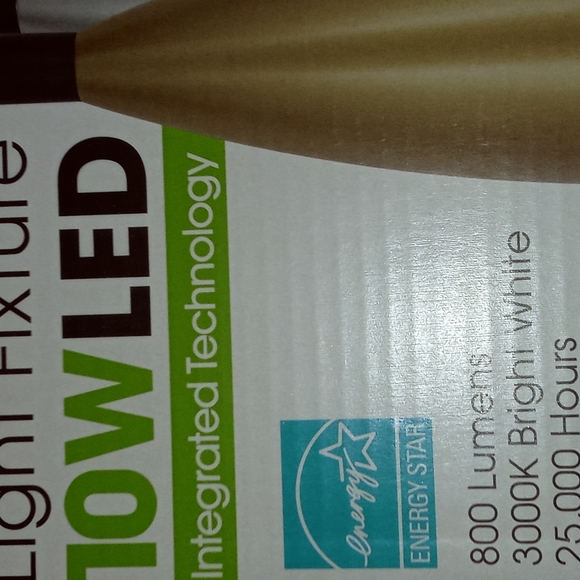 Light Fixture
10W LED
Integrated Technology
energy
ENERGY STAR
800 Lumens
3000K Bright White
25,000 Hours